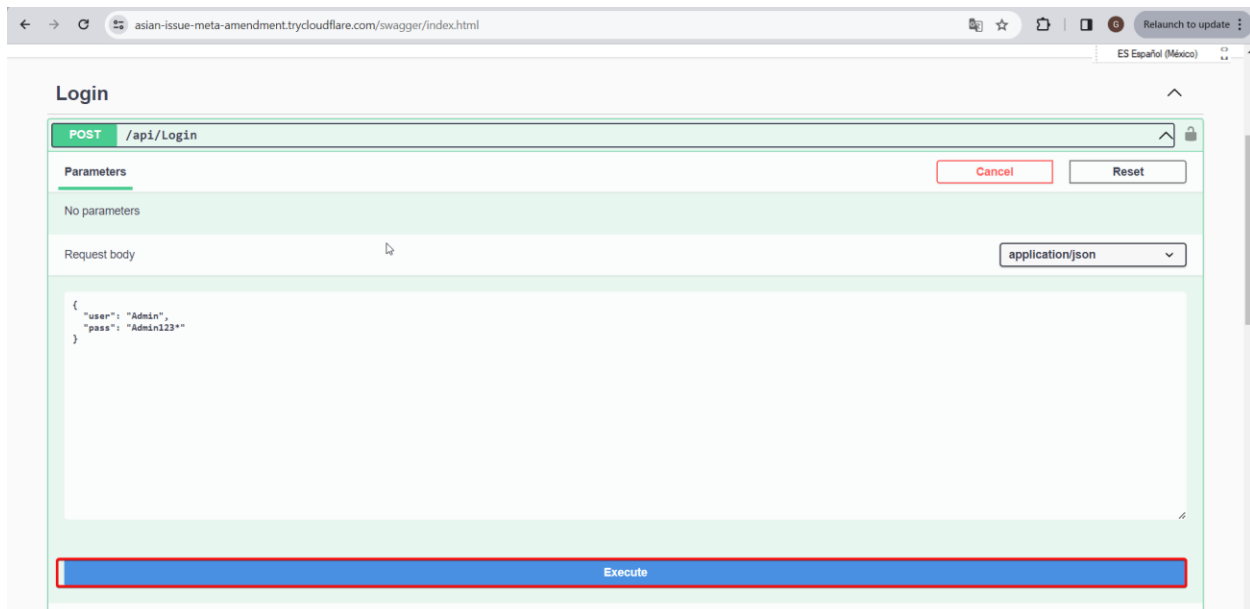 asian-issue-meta-amendment.trycloudflare.com/swagger/index.html
G
Relaunch to update
ES Español (México)
Login
POST /api/Login
Parameters
Cancel
Reset
No parameters
Request body
application/json
{
"user": "Admin",
"pass": "Admin123*"
}
Execute